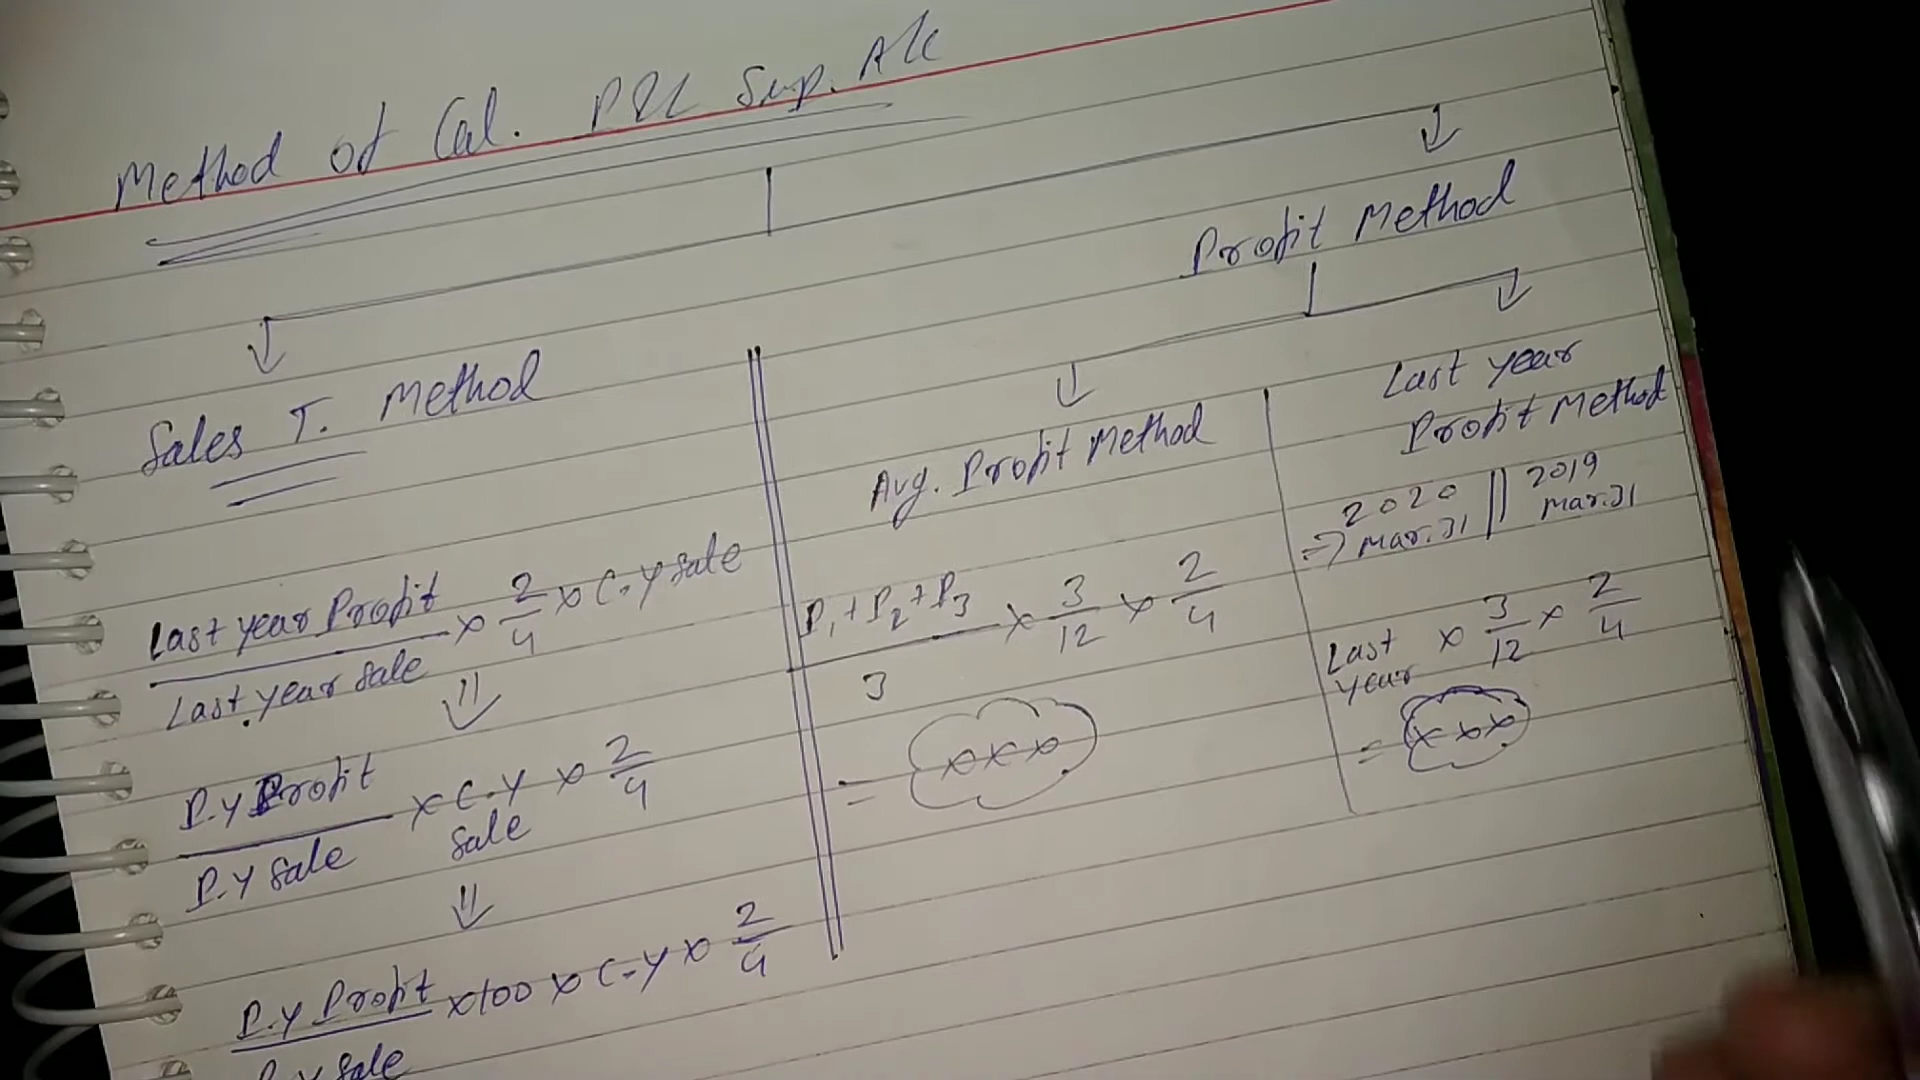 Method of Cal. P&L Sup. A/c
Profit Method
Sales T. Method
Avg. Profit Method
Last year
Profit Method
Last year Profit / Last year Sale × 2/4 × C.Y sale
P.Y Profit / P.Y Sale × C.Y Sale × 2/4
P.Y Profit / P.Y Sale ×100 × C.Y × 2/4
P1 + P2 + P3 / 3 × 3/12 × 2/4
= x x x
⇒ 2020 Mar.31 || 2019 Mar.31
Last year × 3/12 × 2/4
= x x x